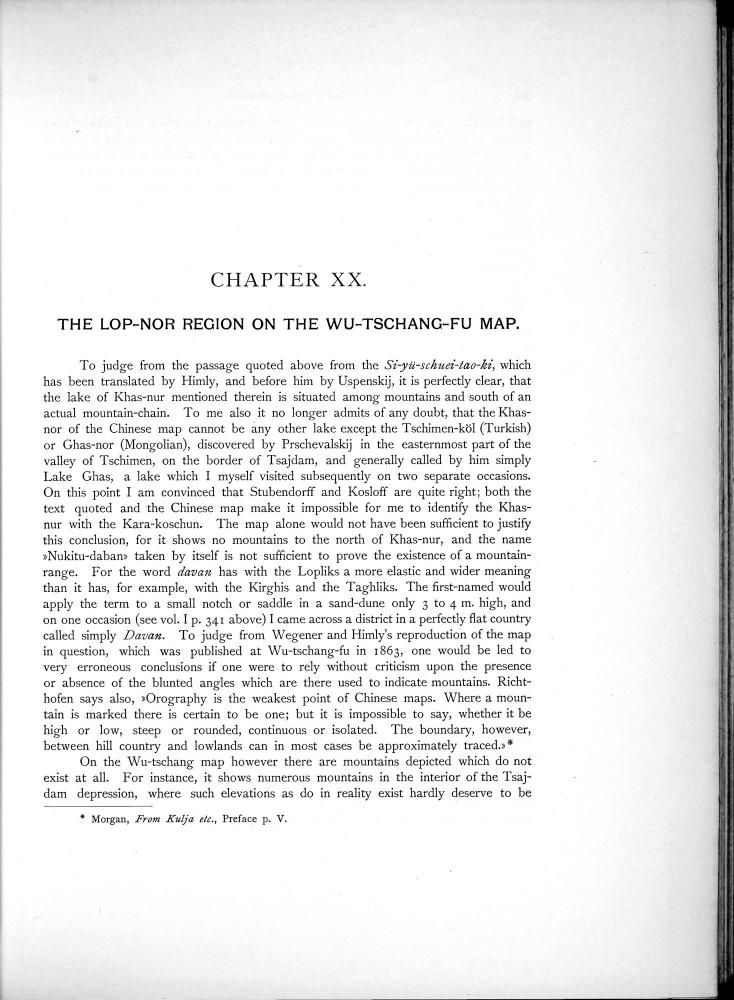 CHAPTER XX.
THE LOP-NOR REGION ON THE WU-TSCHANG-FU MAP.
To judge from the passage quoted above from the Si-yü-schuei-tao-ki, which
has been translated by Himly, and before him by Uspenskij, it is perfectly clear, that
the lake of Khas-nur mentioned therein is situated among mountains and south of an
actual mountain-chain. To me also it no longer admits of any doubt, that the Khas-
nor of the Chinese map cannot be any other lake except the Tschimen-köl (Turkish)
or Ghas-nor (Mongolian), discovered by Prschevalskij in the easternmost part of the
valley of Tschimen, on the border of Tsajdam, and generally called by him simply
Lake Ghas, a lake which I myself visited subsequently on two separate occasions.
On this point I am convinced that Stubendorff and Kosloff are quite right; both the
text quoted and the Chinese map make it impossible for me to identify the Khas-
nur with the Kara-koschun. The map alone would not have been sufficient to justify
this conclusion, for it shows no mountains to the north of Khas-nur, and the name
»Nukitu-daban» taken by itself is not sufficient to prove the existence of a mountain-
range. For the word davan has with the Lopliks a more elastic and wider meaning
than it has, for example, with the Kirghis and the Taghliks. The first-named would
apply the term to a small notch or saddle in a sand-dune only 3 to 4 m. high, and
on one occasion (see vol. I p. 341 above) I came across a district in a perfectly flat country
called simply Davan. To judge from Wegener and Himly's reproduction of the map
in question, which was published at Wu-tschang-fu in 1863, one would be led to
very erroneous conclusions if one were to rely without criticism upon the presence
or absence of the blunted angles which are there used to indicate mountains. Richt-
hofen says also, »Orography is the weakest point of Chinese maps. Where a moun-
tain is marked there is certain to be one; but it is impossible to say, whether it be
high or low, steep or rounded, continuous or isolated. The boundary, however,
between hill country and lowlands can in most cases be approximately traced.»*
On the Wu-tschang map however there are mountains depicted which do not
exist at all. For instance, it shows numerous mountains in the interior of the Tsaj-
dam depression, where such elevations as do in reality exist hardly deserve to be
* Morgan, From Kulja etc., Preface p. V.